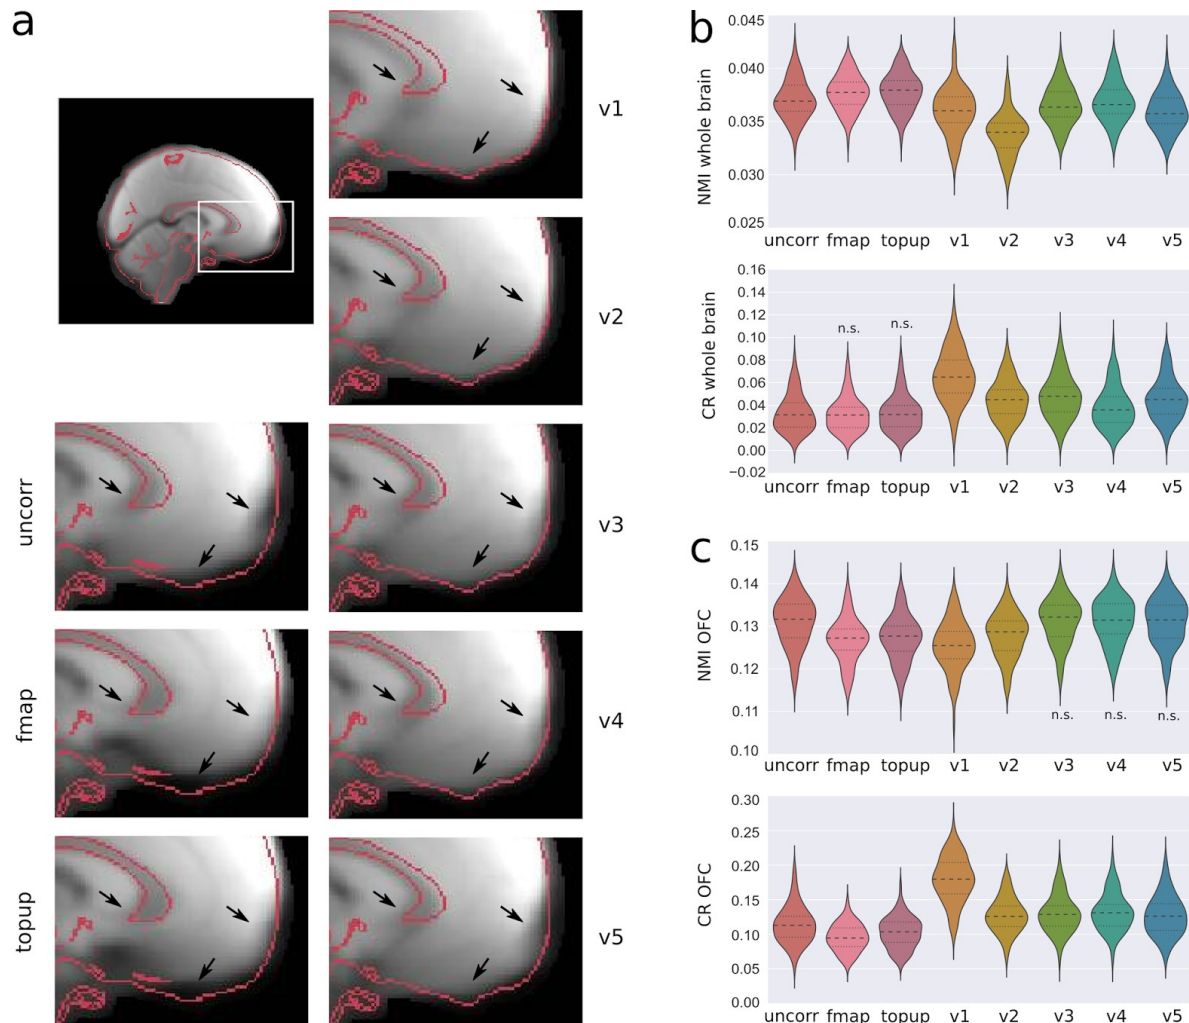 a
v1
v2
uncorr
v3
fmap
v4
topup
v5
b
NMI whole brain
0.045
0.040
0.035
0.030
0.025
uncorr fmap topup v1 v2 v3 v4 v5
CR whole brain
0.16
0.14
0.12
0.10
0.08
0.06
0.04
0.02
0.00
−0.02
n.s. n.s.
uncorr fmap topup v1 v2 v3 v4 v5
c
NMI OFC
0.15
0.14
0.13
0.12
0.11
0.10
n.s. n.s. n.s.
uncorr fmap topup v1 v2 v3 v4 v5
CR OFC
0.30
0.25
0.20
0.15
0.10
0.05
0.00
uncorr fmap topup v1 v2 v3 v4 v5